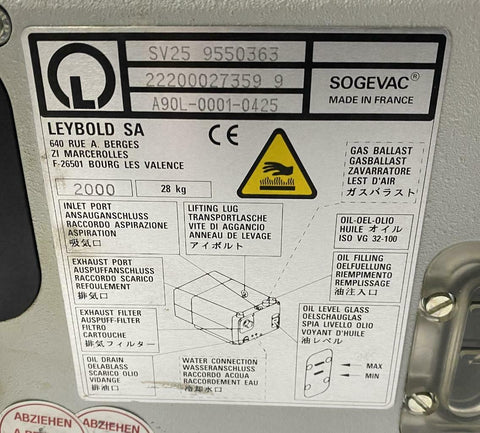 SV25 9550363
22200027359 9
A90L-0001-0425
SOGEVAC®
MADE IN FRANCE
LEYBOLD SA
640 RUE A. BERGES
ZI MARCEROLLES
F-26501 BOURG LES VALENCE
CE
2000
28 kg
GAS BALLAST
GASBALLAST
ZAVARRATORE
LEST D'AIR
ガスバラスト
INLET PORT
ANSAUGANSCHLUSS
RACCORDO ASPIRAZIONE
ASPIRATION
吸気口
LIFTING LUG
TRANSPORTLASCHE
VITE DI AGGANCIO
ANNEAU DE LEVAGE
アイボルト
OIL-OEL-OLIO
HUILE オイル
ISO VG 32-100
EXHAUST PORT
AUSPUFFANSCHLUSS
RACCORDO SCARICO
REFOULEMENT
排気口
OIL FILLING
OELFUELLUNG
RIEMPIMENTO
REMPLISSAGE
油注入口
EXHAUST FILTER
AUSPUFF-FILTER
FILTRO
CARTOUCHE
排気フィルター
OIL LEVEL GLASS
OELSCHAUGLAS
SPIA LIVELLO OLIO
VOYANT D'HUILE
油レベル
MAX
MIN
OIL DRAIN
OELABLASS
SCARICO OLIO
VIDANGE
排油口
WATER CONNECTION
WASSERANSCHLUSS
RACCORDO ACQUA
RACCORDEMENT EAU
冷却水口
ABZIEHEN
ABZIEHEN